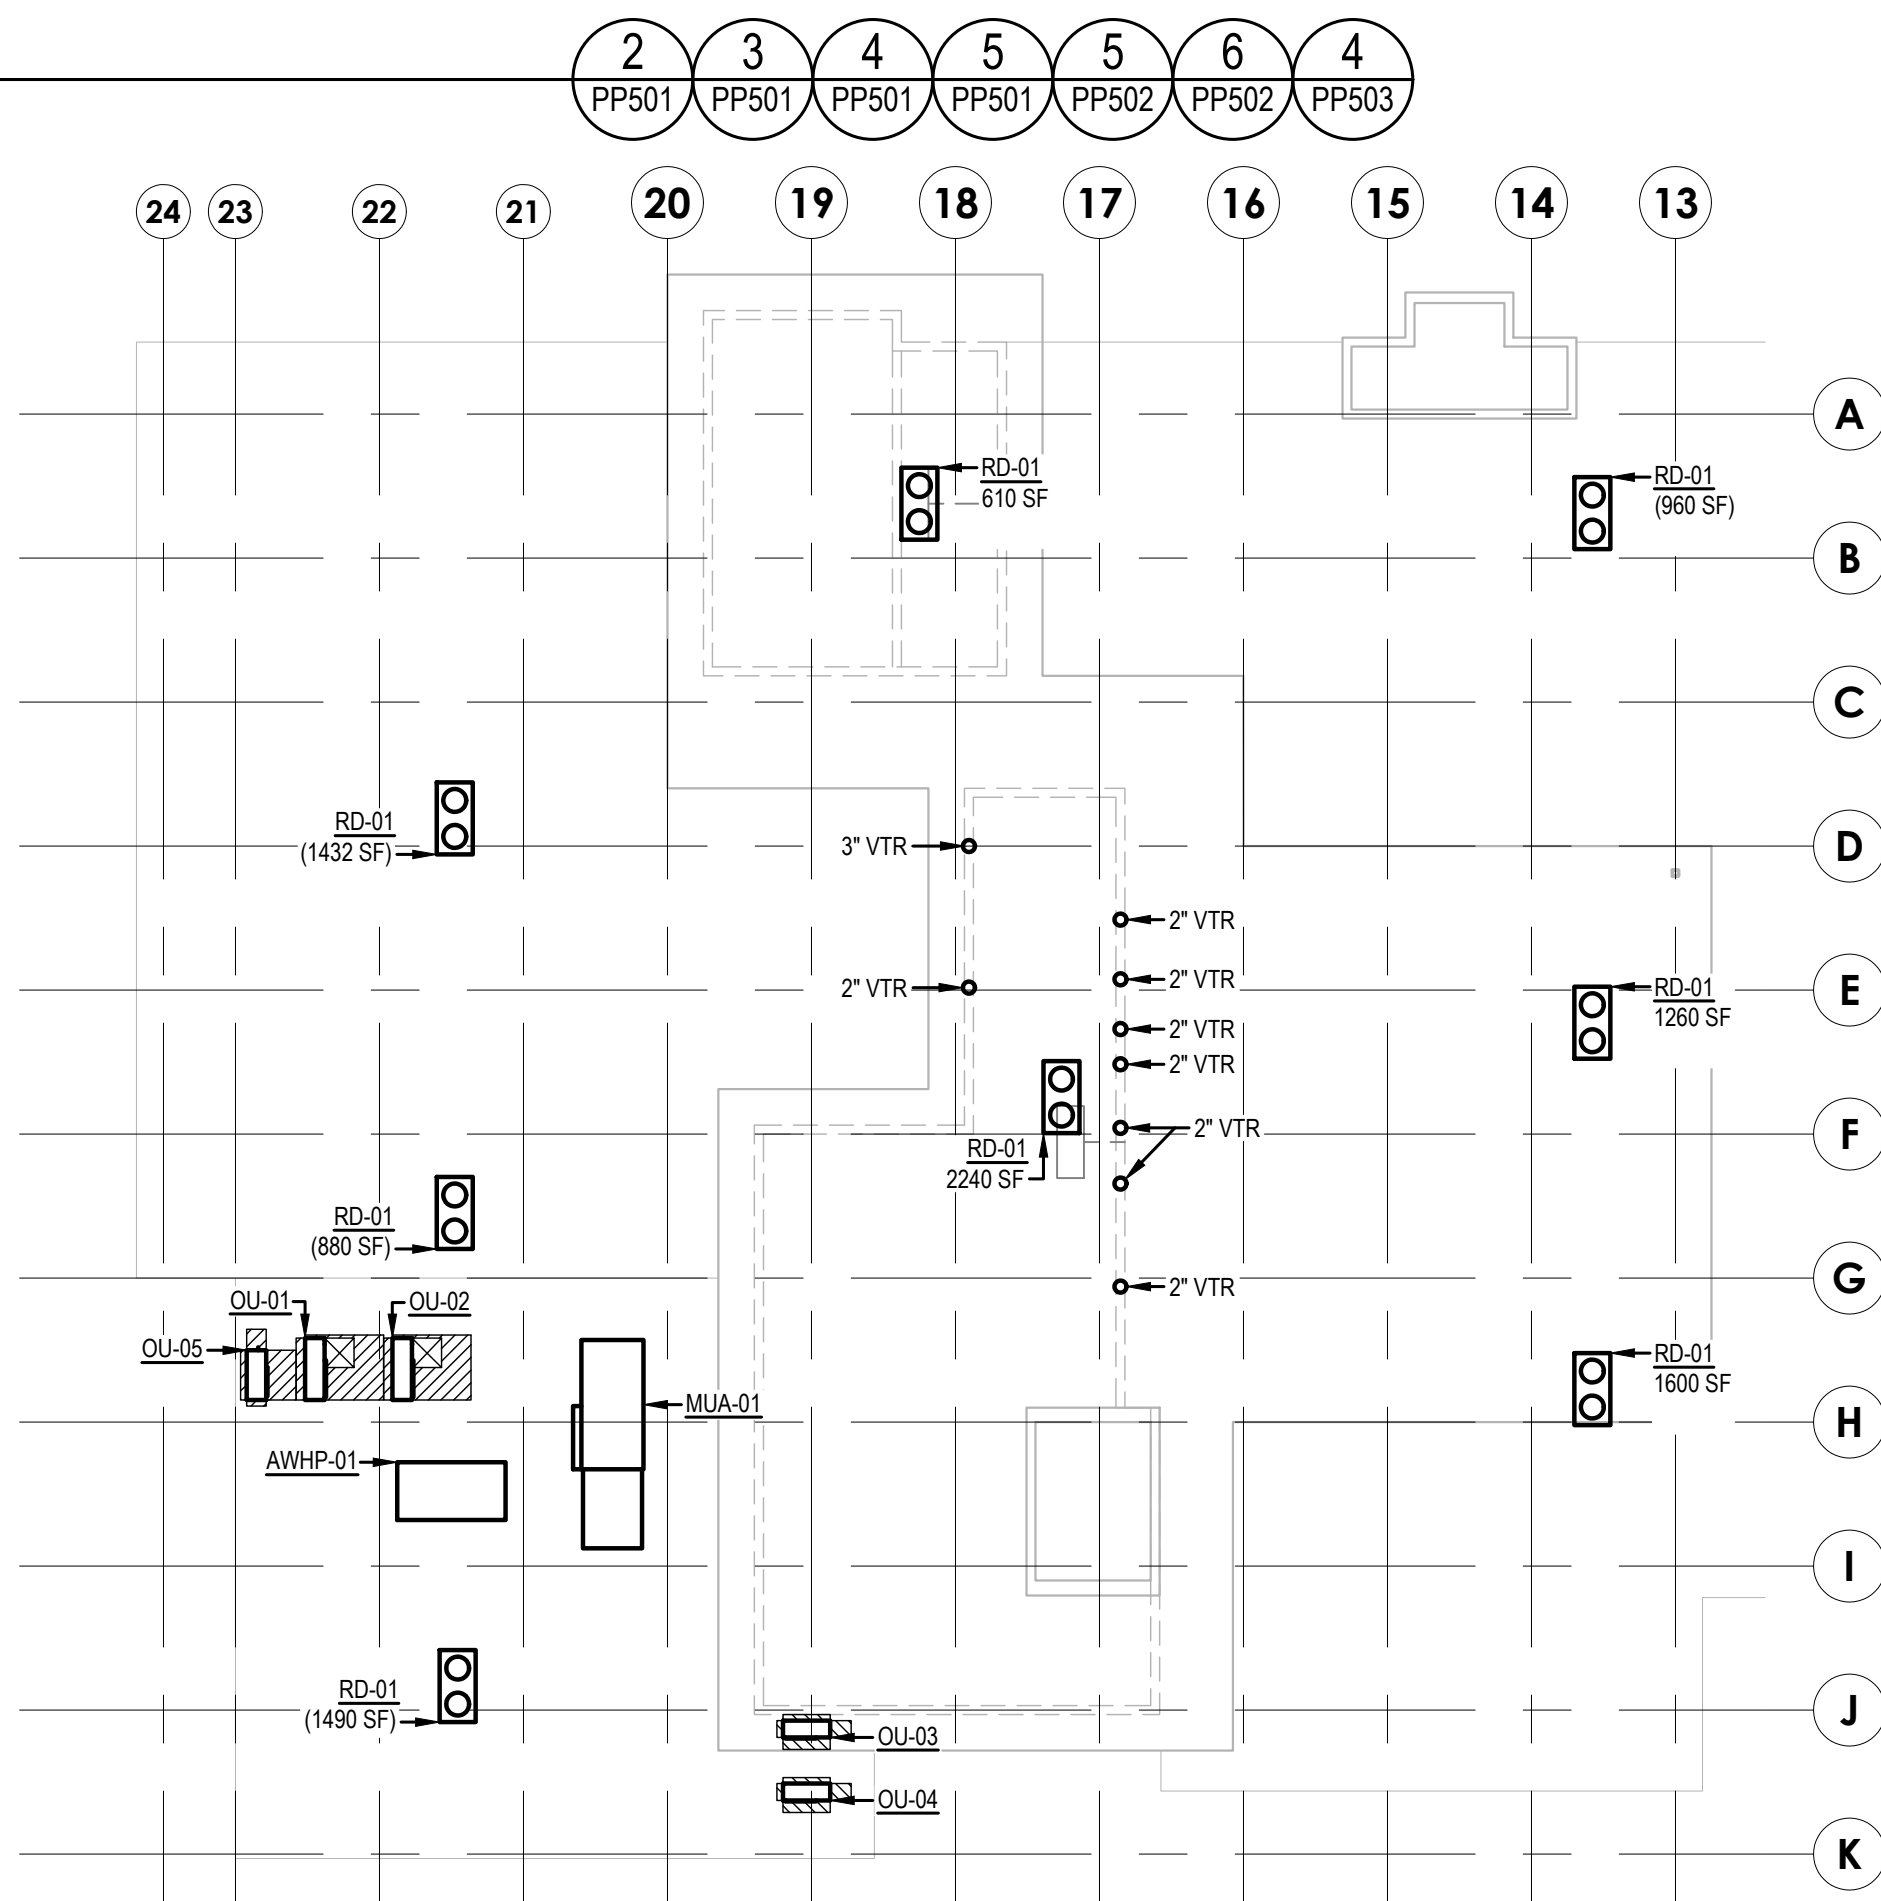 2 3 4 5 5 6 4
PP501 PP501 PP501 PP501 PP502 PP502 PP503
24 23 22 21 20 19 18 17 16 15 14 13
A
RD-01
610 SF
RD-01
(960 SF)
B
C
RD-01
(1432 SF)
3" VTR
D
2" VTR
2" VTR
2" VTR
E
RD-01
1260 SF
2" VTR
2" VTR
2" VTR
F
RD-01
2240 SF
RD-01
(880 SF)
G
2" VTR
OU-01
OU-02
OU-05
RD-01
1600 SF
MUA-01
H
AWHP-01
I
RD-01
(1490 SF)
J
OU-03
OU-04
K